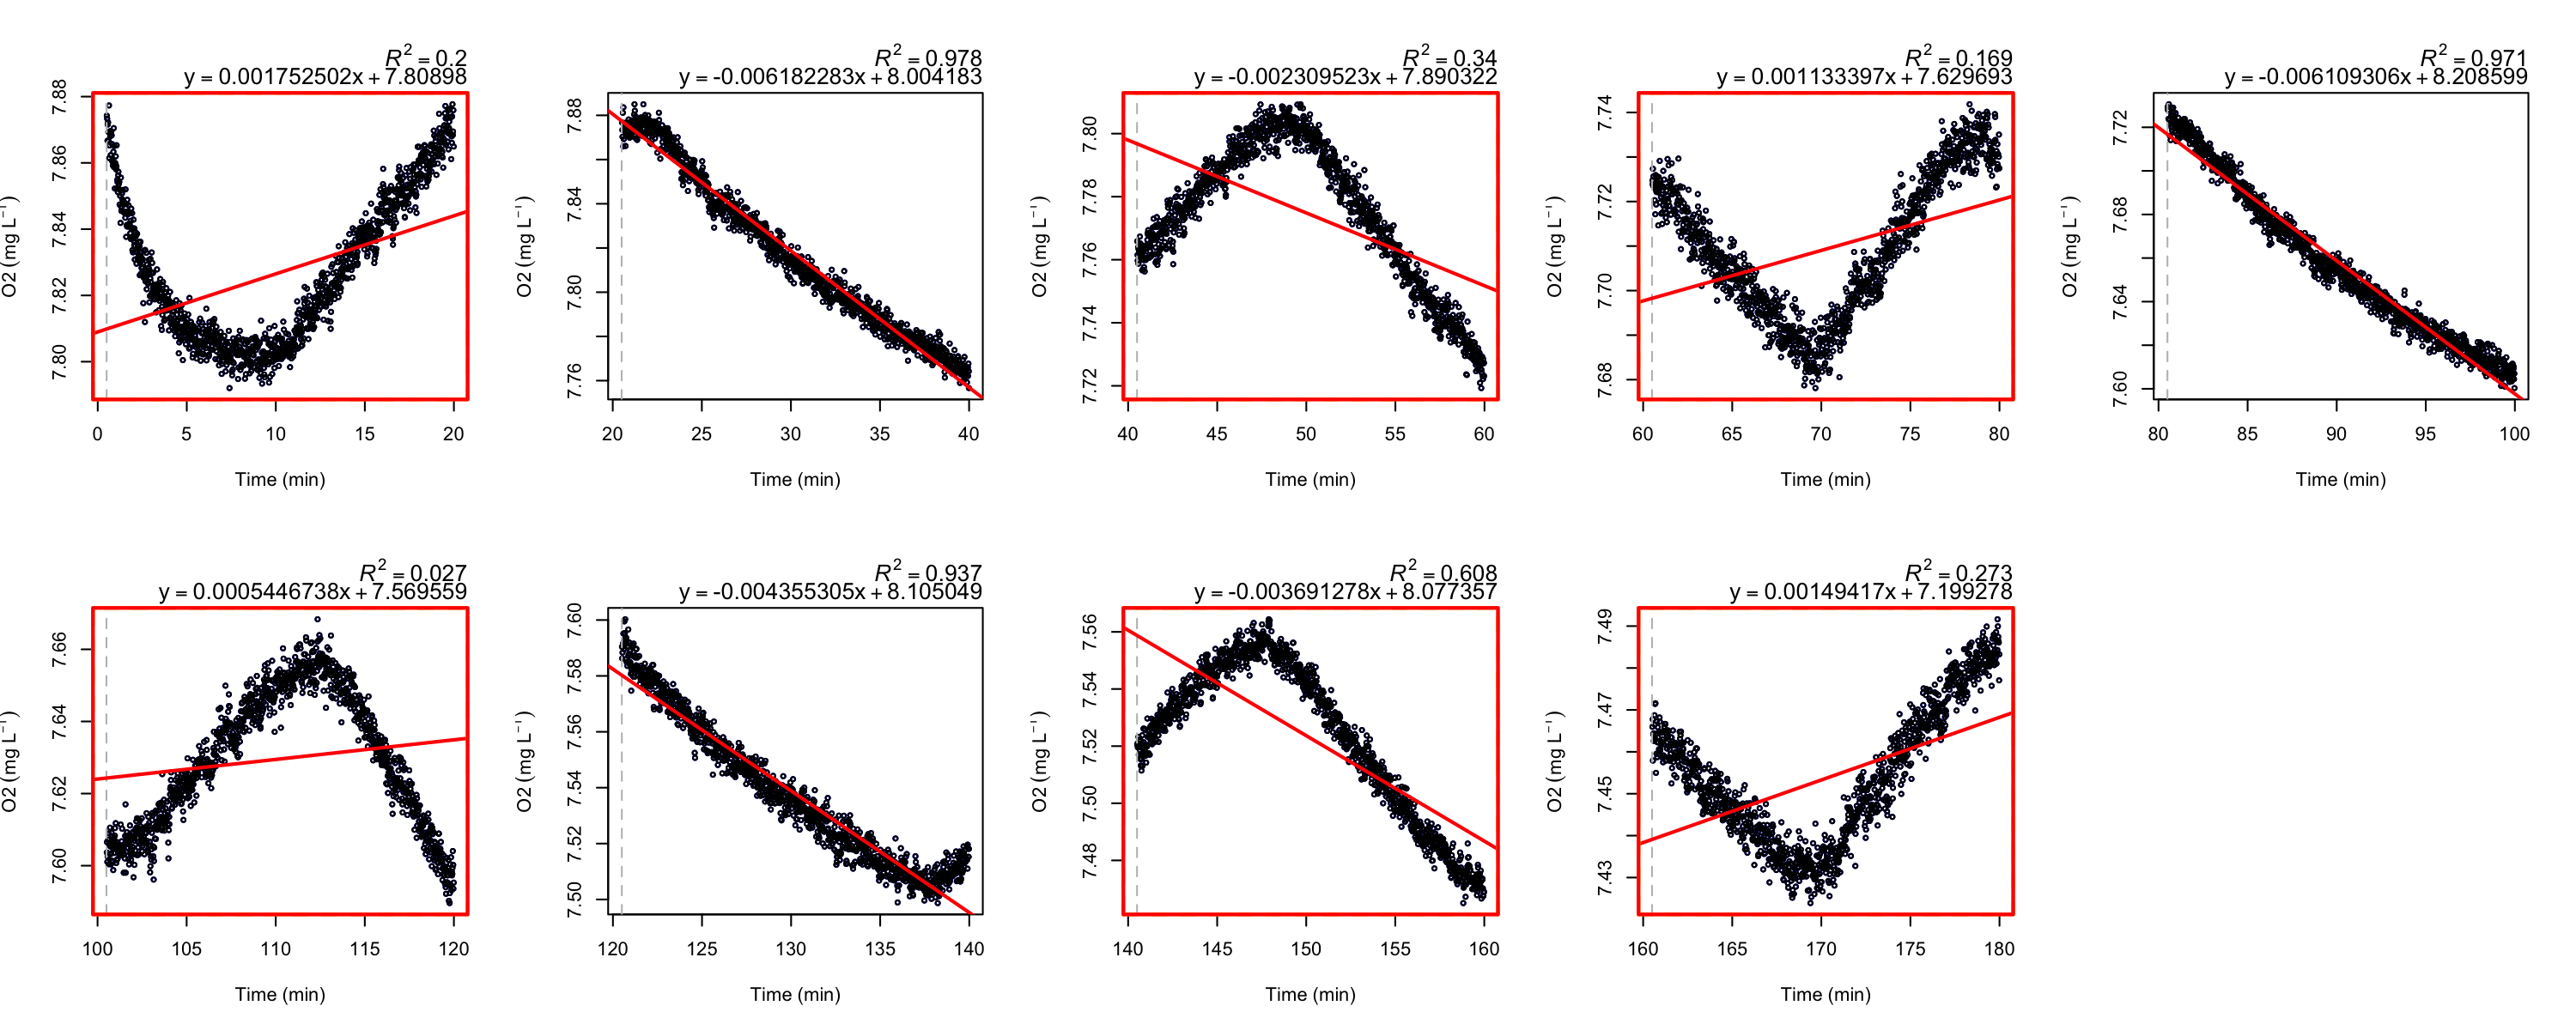 R² = 0.2
y = 0.001752502x + 7.80898
O2 (mg L⁻¹)
7.88
7.86
7.84
7.82
7.80
0 5 10 15 20
Time (min)
R² = 0.978
y = -0.006182283x + 8.004183
O2 (mg L⁻¹)
7.88
7.84
7.80
7.76
20 25 30 35 40
Time (min)
R² = 0.34
y = -0.002309523x + 7.890322
O2 (mg L⁻¹)
7.80
7.78
7.76
7.74
7.72
40 45 50 55 60
Time (min)
R² = 0.169
y = 0.001133397x + 7.629693
O2 (mg L⁻¹)
7.74
7.72
7.70
7.68
60 65 70 75 80
Time (min)
R² = 0.971
y = -0.006109306x + 8.208599
O2 (mg L⁻¹)
7.72
7.68
7.64
7.60
80 85 90 95 100
Time (min)
R² = 0.027
y = 0.0005446738x + 7.569559
O2 (mg L⁻¹)
7.66
7.64
7.62
7.60
100 105 110 115 120
Time (min)
R² = 0.937
y = -0.004355305x + 8.105049
O2 (mg L⁻¹)
7.60
7.58
7.56
7.54
7.52
7.50
120 125 130 135 140
Time (min)
R² = 0.608
y = -0.003691278x + 8.077357
O2 (mg L⁻¹)
7.56
7.54
7.52
7.50
7.48
140 145 150 155 160
Time (min)
R² = 0.273
y = 0.00149417x + 7.199278
O2 (mg L⁻¹)
7.49
7.47
7.45
7.43
160 165 170 175 180
Time (min)